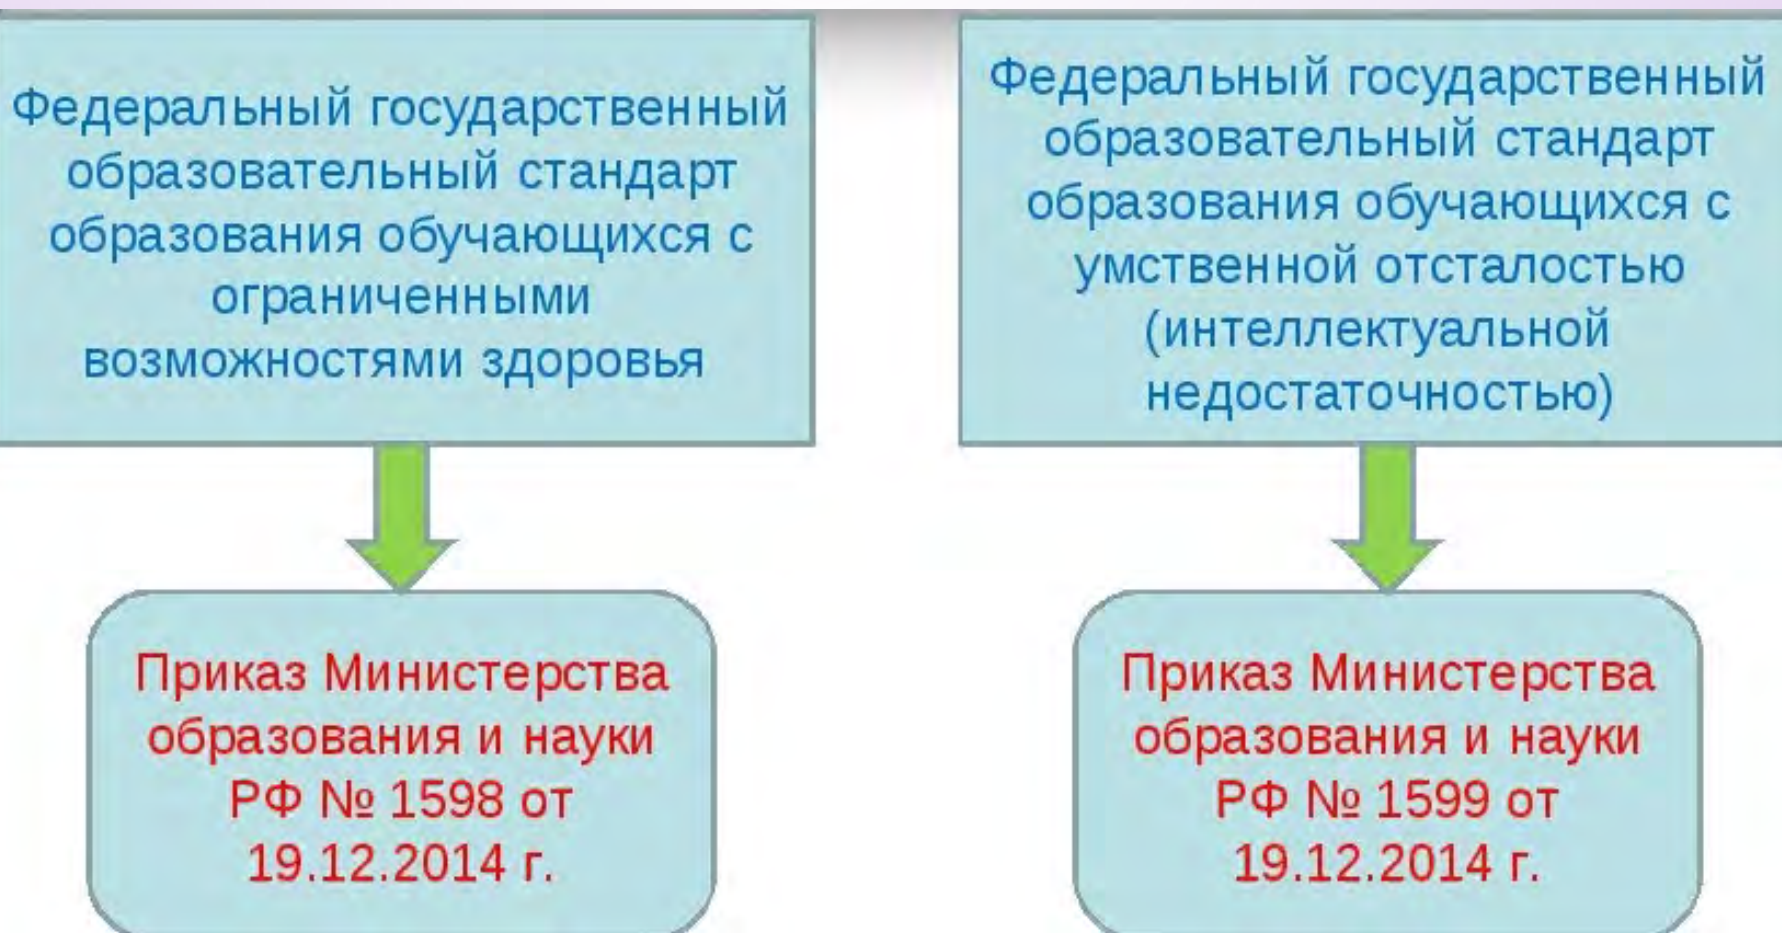 Федеральный государственный
образовательный стандарт
образования обучающихся с
ограниченными
возможностями здоровья
Приказ Министерства
образования и науки
РФ № 1598 от
19.12.2014 г.
Федеральный государственный
образовательный стандарт
образования обучающихся с
умственной отсталостью
(интеллектуальной
недостаточностью)
Приказ Министерства
образования и науки
РФ № 1599 от
19.12.2014 г.